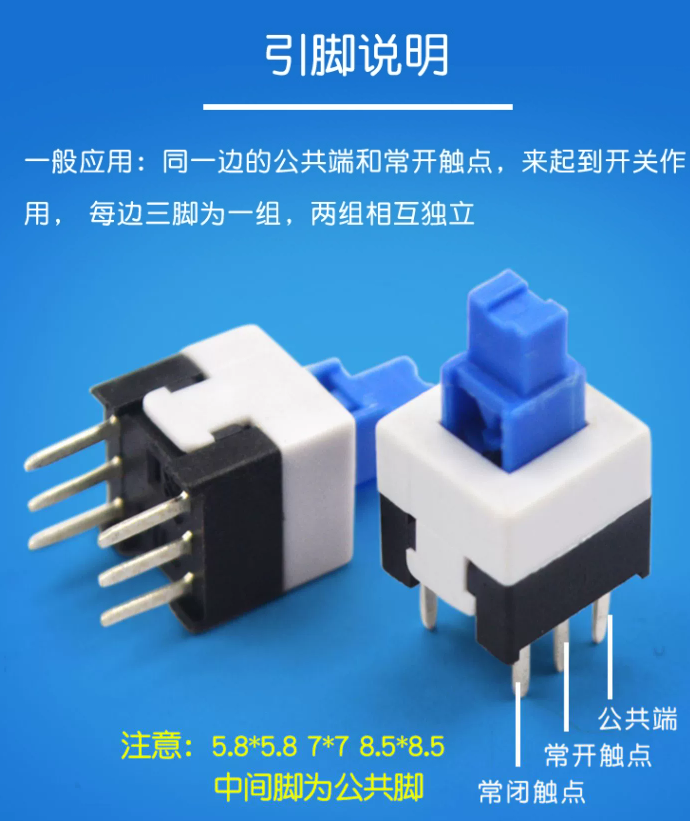 引脚说明
一般应用：同一边的公共端和常开触点，来起到开关作
用， 每边三脚为一组，两组相互独立
公共端
常开触点
常闭触点
注意：5.8*5.8 7*7 8.5*8.5
中间脚为公共脚